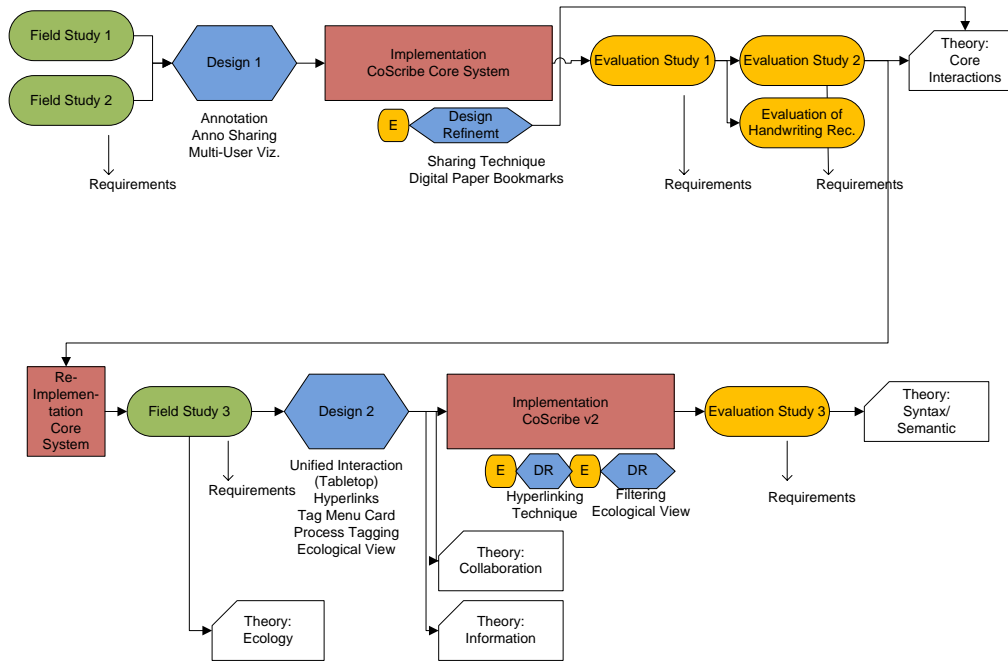 Field Study 1
Field Study 2
Requirements
Design 1
Annotation
Anno Sharing
Multi-User Viz.
Implementation
CoScribe Core System
E
Design
Refinemt
Sharing Technique
Digital Paper Bookmarks
Evaluation Study 1
Requirements
Evaluation Study 2
Evaluation of
Handwriting Rec.
Requirements
Theory:
Core
Interactions
Re-
Implemen-
tation
Core
System
Field Study 3
Requirements
Theory:
Ecology
Design 2
Unified Interaction
(Tabletop)
Hyperlinks
Tag Menu Card
Process Tagging
Ecological View
Theory:
Collaboration
Theory:
Information
Implementation
CoScribe v2
E
DR
E
DR
Hyperlinking
Technique
Filtering
Ecological View
Evaluation Study 3
Requirements
Theory:
Syntax/
Semantic